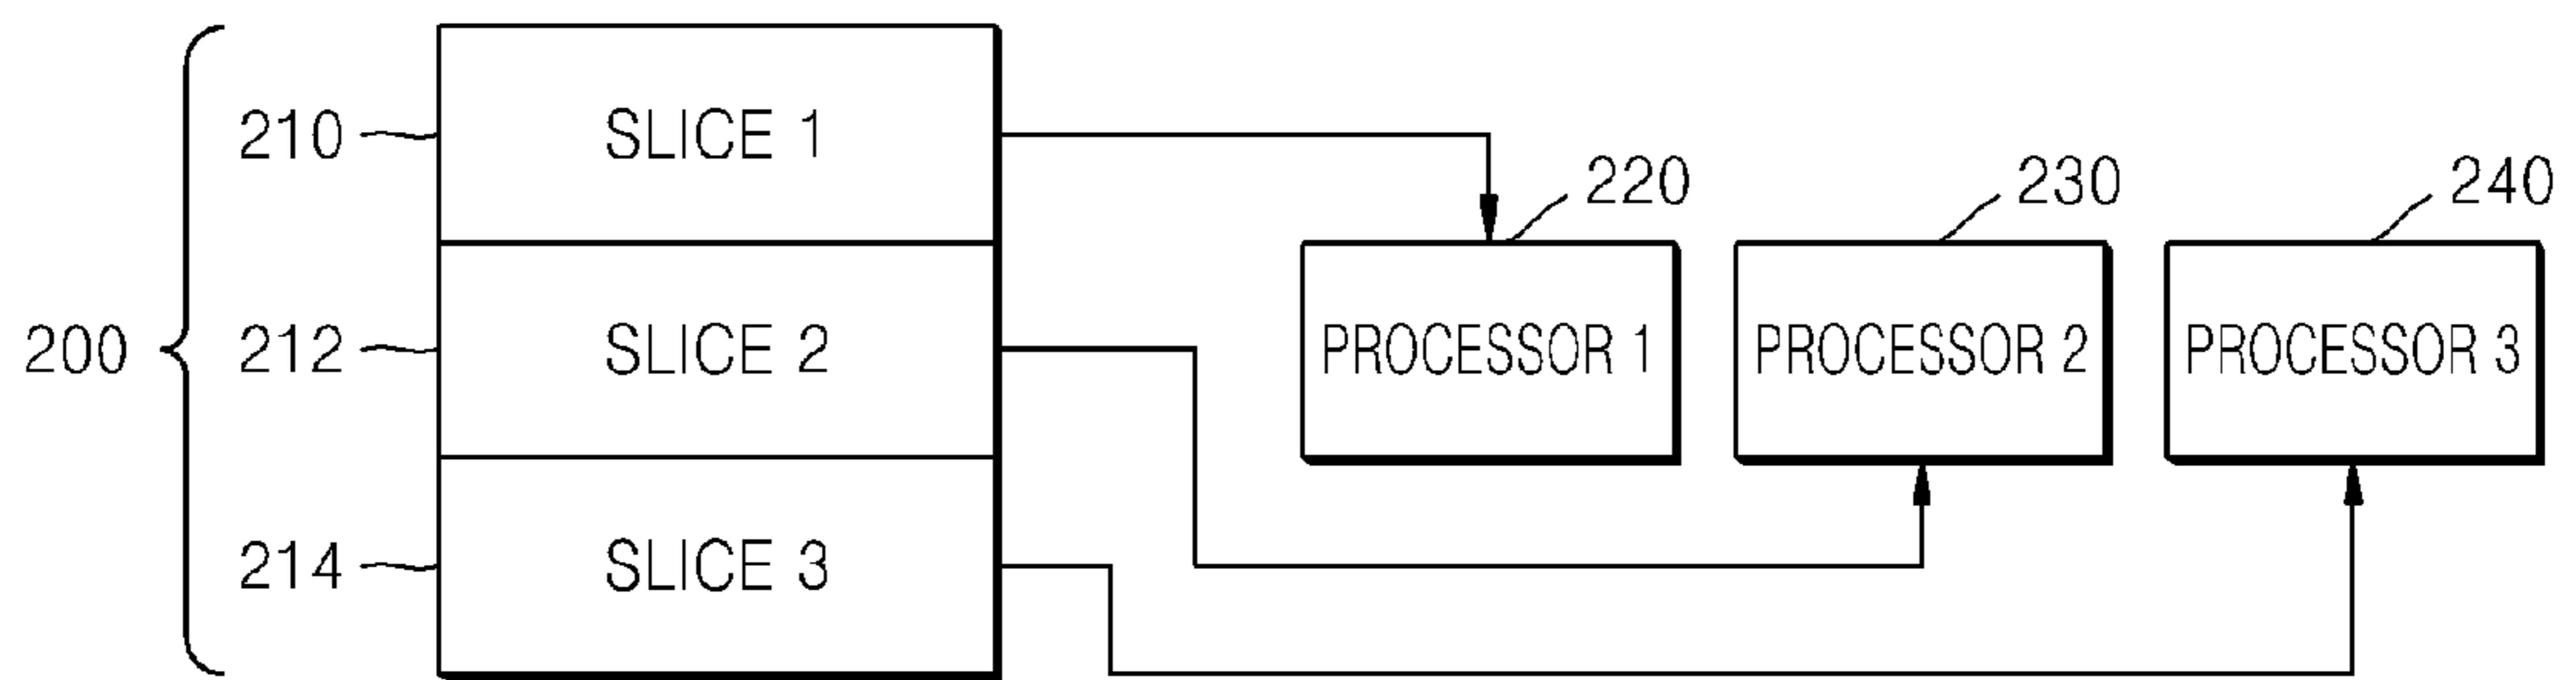 210 SLICE 1
220 230 240
200 212 SLICE 2 PROCESSOR 1 PROCESSOR 2 PROCESSOR 3
214 SLICE 3